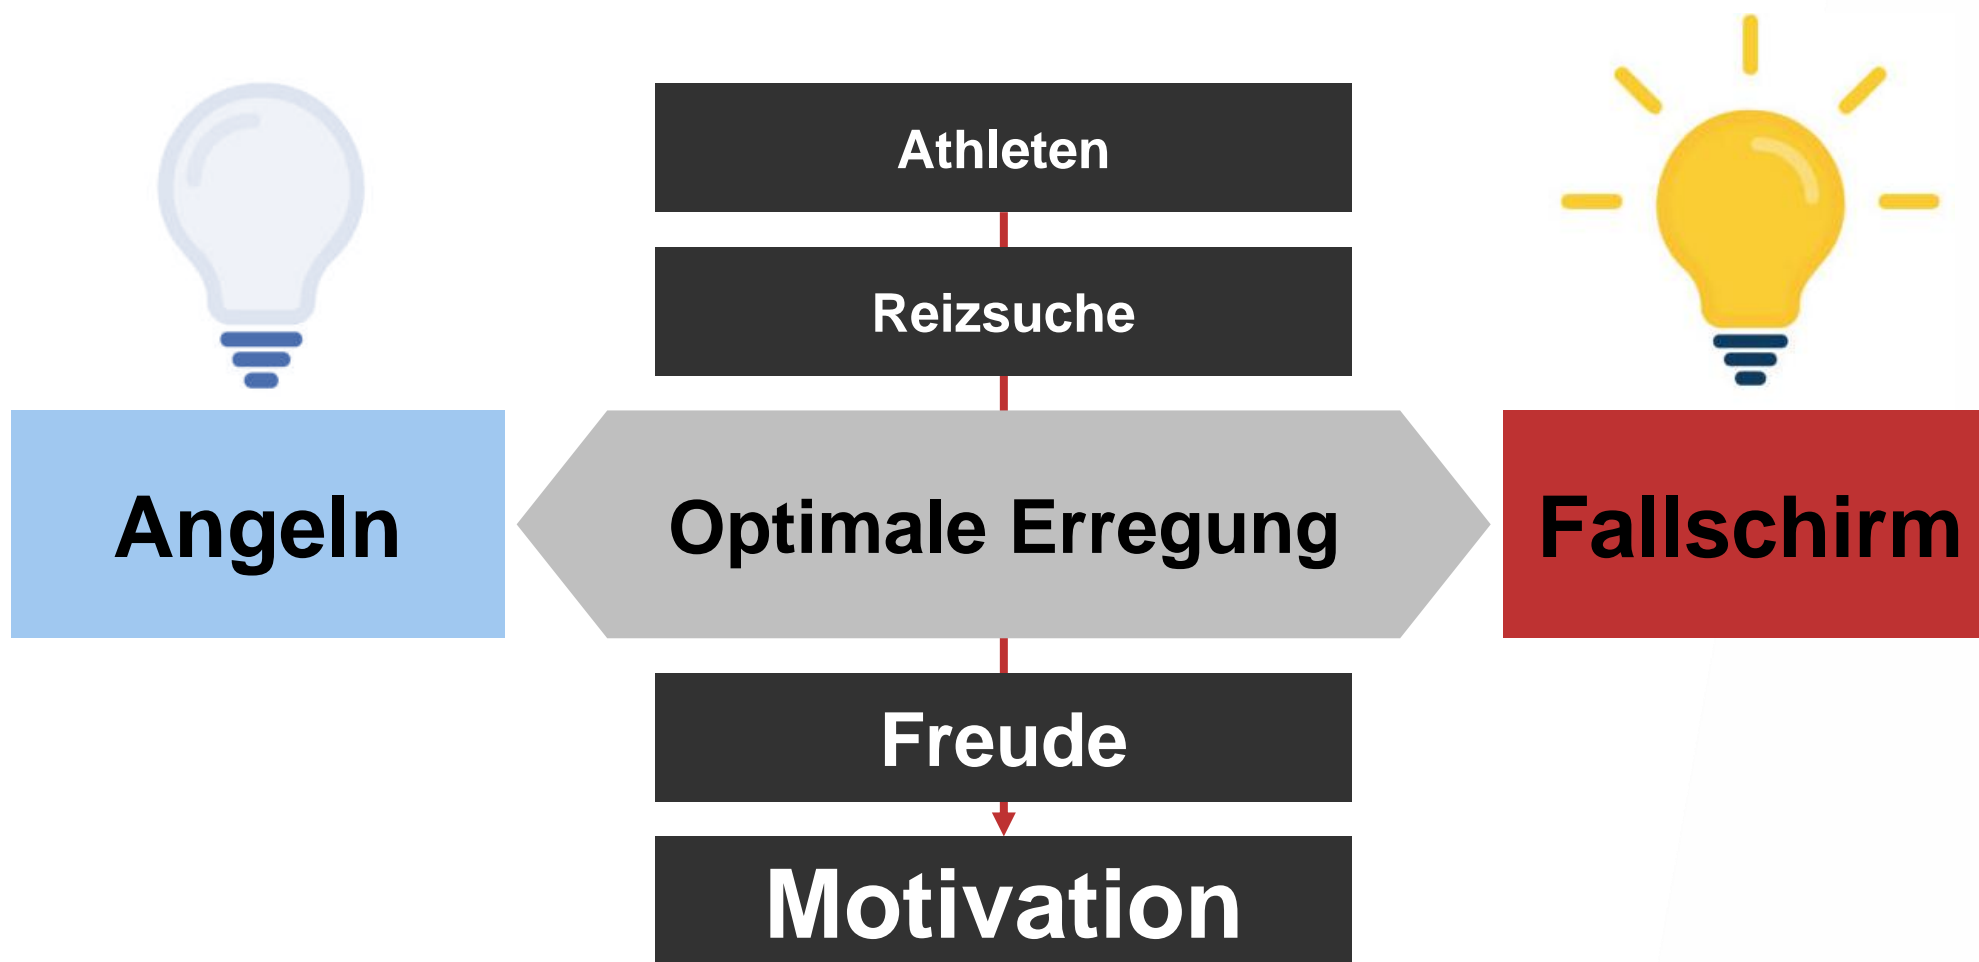 Athleten
Reizsuche
Angeln
Optimale Erregung
Fallschirm
Freude
Motivation